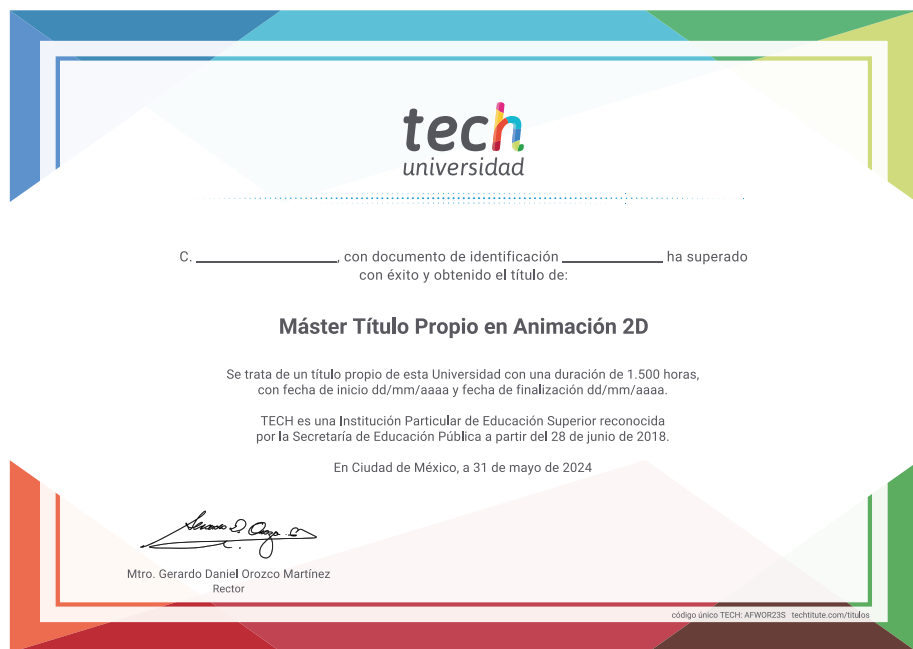 tech
universidad
C. ____________________, con documento de identificación ______________ ha superado
con éxito y obtenido el título de:
Máster Título Propio en Animación 2D
Se trata de un título propio de esta Universidad con una duración de 1.500 horas,
con fecha de inicio dd/mm/aaaa y fecha de finalización dd/mm/aaaa.
TECH es una Institución Particular de Educación Superior reconocida
por la Secretaría de Educación Pública a partir del 28 de junio de 2018.
En Ciudad de México, a 31 de mayo de 2024
Mtro. Gerardo Daniel Orozco Martínez
Rector
código único TECH: AFWOR23S techtitute.com/titulos